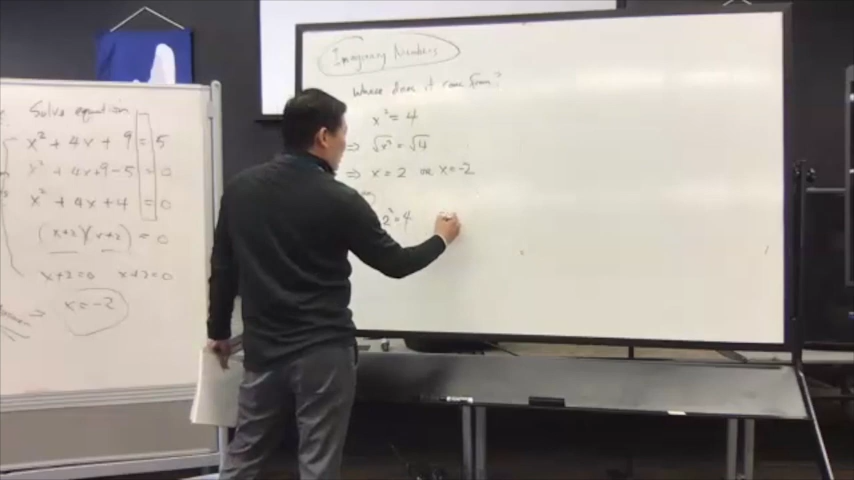 Solve equation
x² + 4x + 9 = 5
x² + 4x + 9 - 5 = 0
x² + 4x + 4 = 0
(x+2)(x+2) = 0
x+2=0 x+2=0
x = -2
Imaginary Numbers
Where does it come from?
x² = 4
⇒ √x² = √4
⇒ x = 2 or x = -2
2² = 4